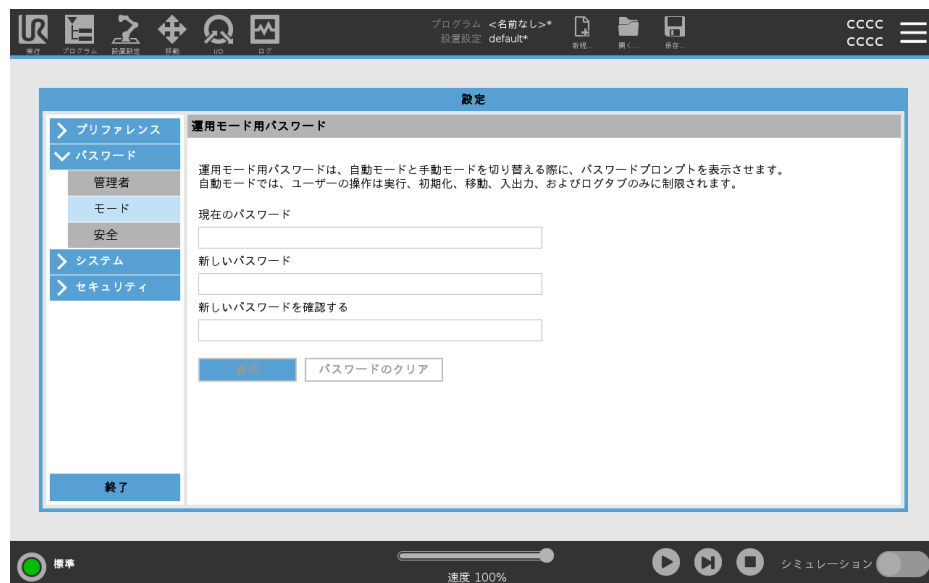 実行 プログラム 設置設定 移動 I/O ログ
プログラム <名前なし>*
設置設定 default*
新規... 開く... 保存...
cccc
cccc
設定
プリファレンス
パスワード
管理者
モード
安全
システム
セキュリティ
終了
運用モード用パスワード
運用モード用パスワードは、自動モードと手動モードを切り替える際に、パスワードプロンプトを表示させます。
自動モードでは、ユーザーの操作は実行、初期化、移動、入出力、およびログタブのみに制限されます。
現在のパスワード
新しいパスワード
新しいパスワードを確認する
適用 パスワードのクリア
標準
速度 100%
シミュレーション